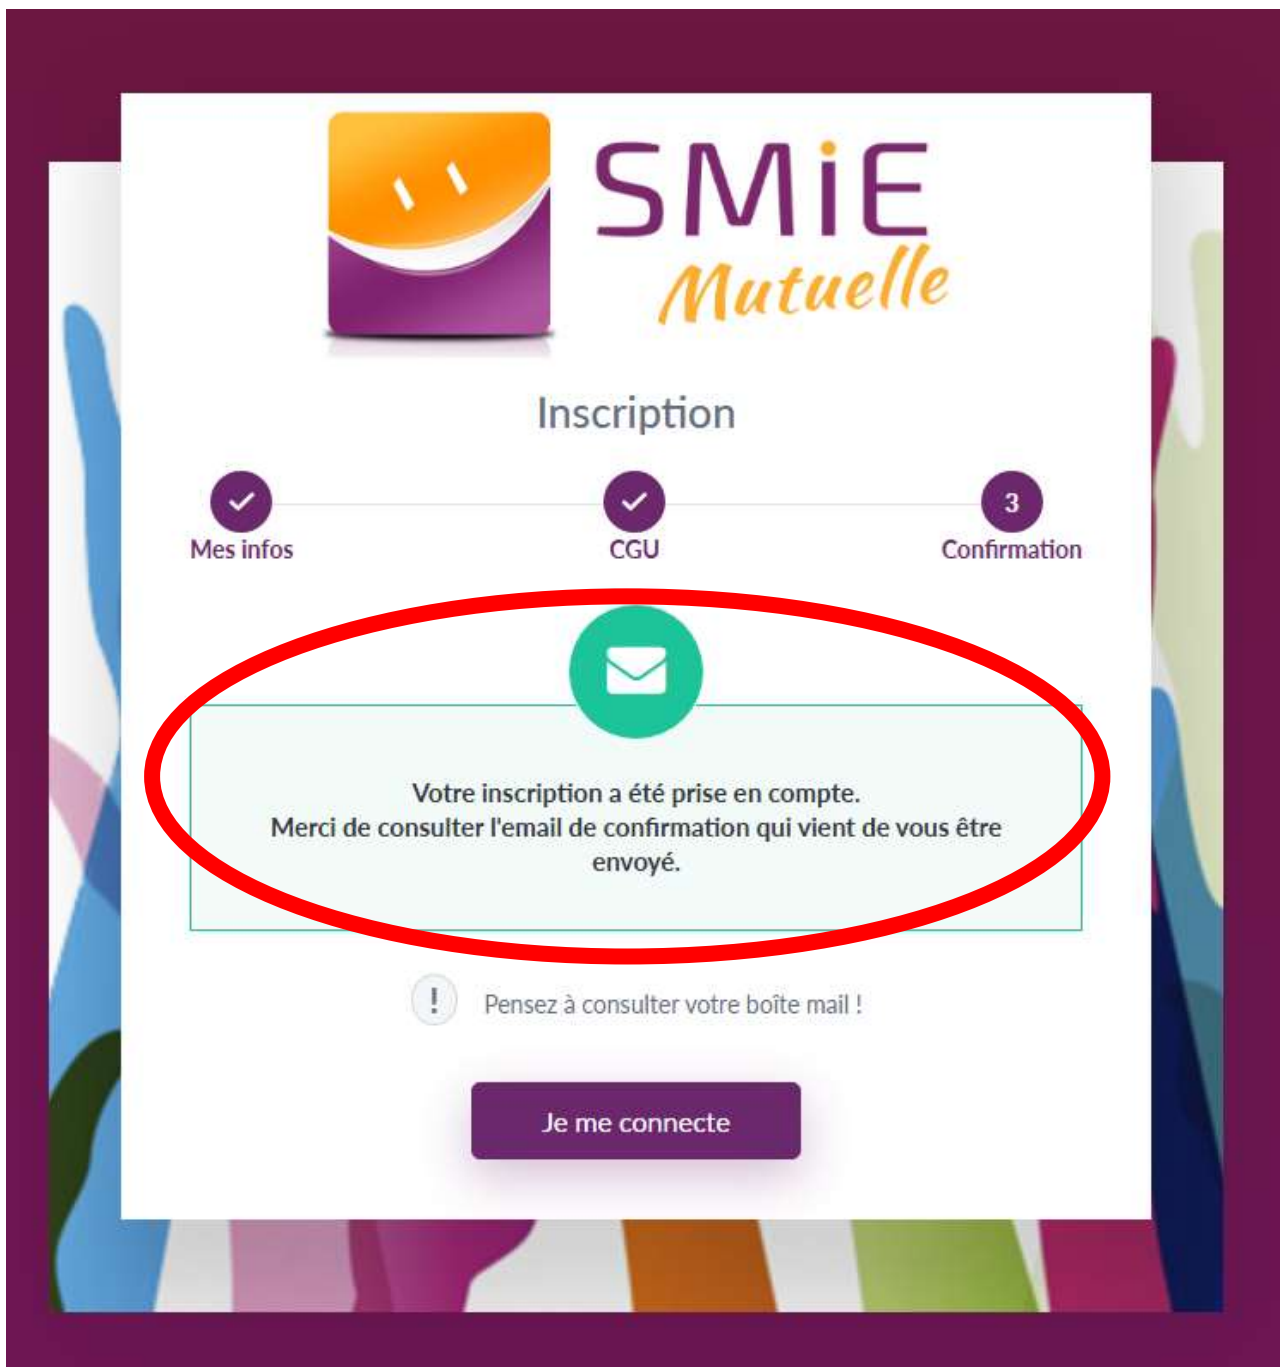 SMiE
Mutuelle
Inscription
3
Mes infos CGU Confirmation
Votre inscription a été prise en compte.
Merci de consulter l'email de confirmation qui vient de vous être
envoyé.
! Pensez à consulter votre boîte mail !
Je me connecte